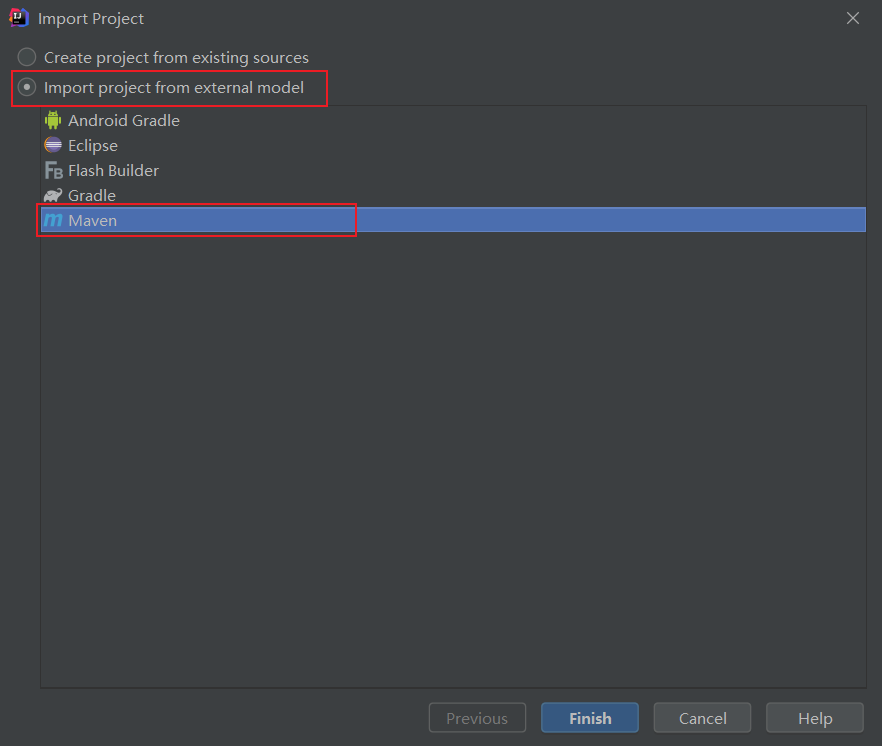 Import Project
Create project from existing sources
Import project from external model
Android Gradle
Eclipse
Flash Builder
Gradle
Maven
Previous Finish Cancel Help